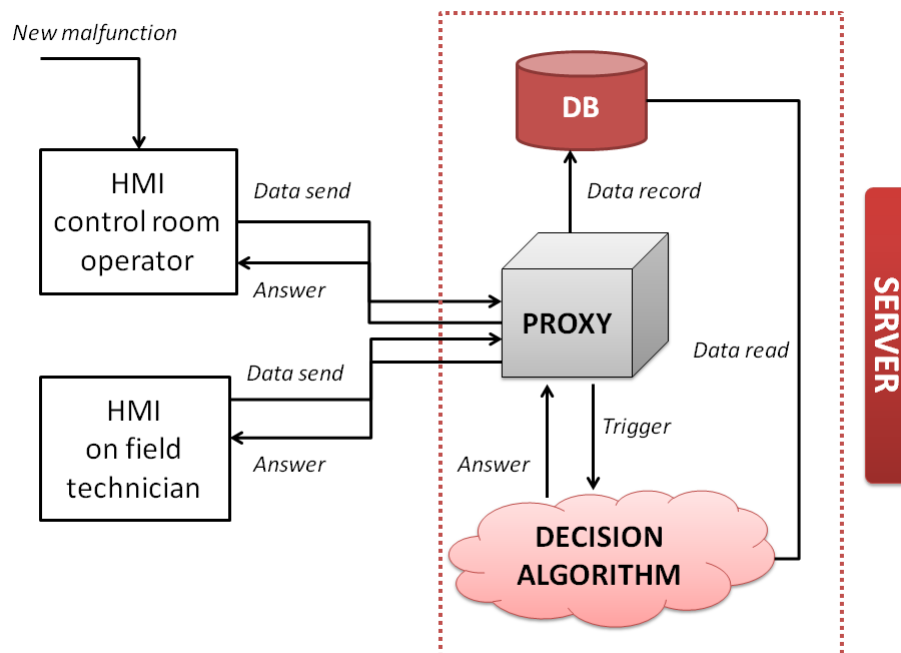 New malfunction
HMI
control room
operator
Data send
Answer
HMI
on field
technician
Data send
Answer
DB
Data record
PROXY
Data read
Trigger
Answer
DECISION
ALGORITHM
SERVER